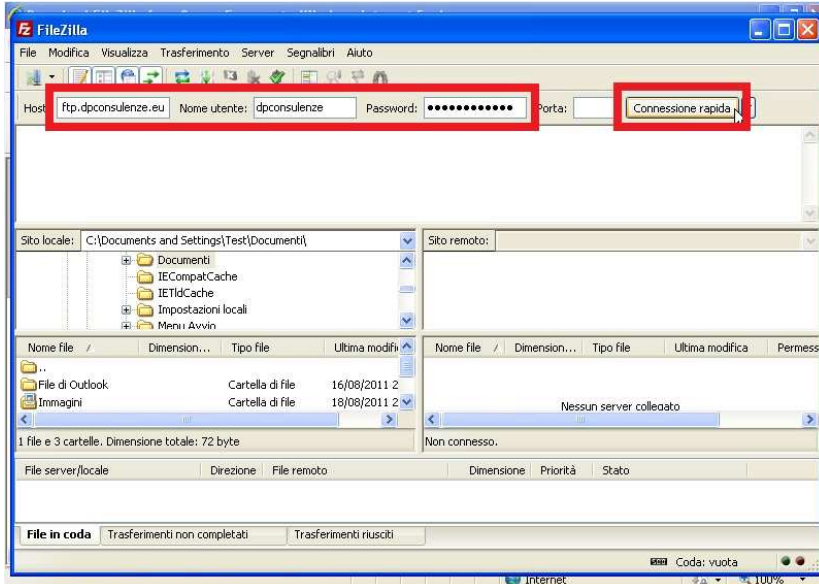 FileZilla
File Modifica Visualizza Trasferimento Server Segnalibri Aiuto
Host ftp.dpconsulenze.eu Nome utente: dpconsulenze Password: ●●●●●●●●●●●● Porta: Connessione rapida
Sito locale: C:\Documents and Settings\Test\Documenti\ Sito remoto:
Documenti
IECompatCache
IETldCache
Impostazioni locali
Menu Avvio
Nome file / Dimension... Tipo file Ultima modifi Nome file / Dimension... Tipo file Ultima modifica Permess
..
File di Outlook Cartella di file 16/08/2011 2
Immagini Cartella di file 18/08/2011 2
Nessun server collegato
1 file e 3 cartelle. Dimensione totale: 72 byte Non connesso.
File server/locale Direzione File remoto Dimensione Priorità Stato
File in coda Trasferimenti non completati Trasferimenti riusciti
Coda: vuota
Internet 100%